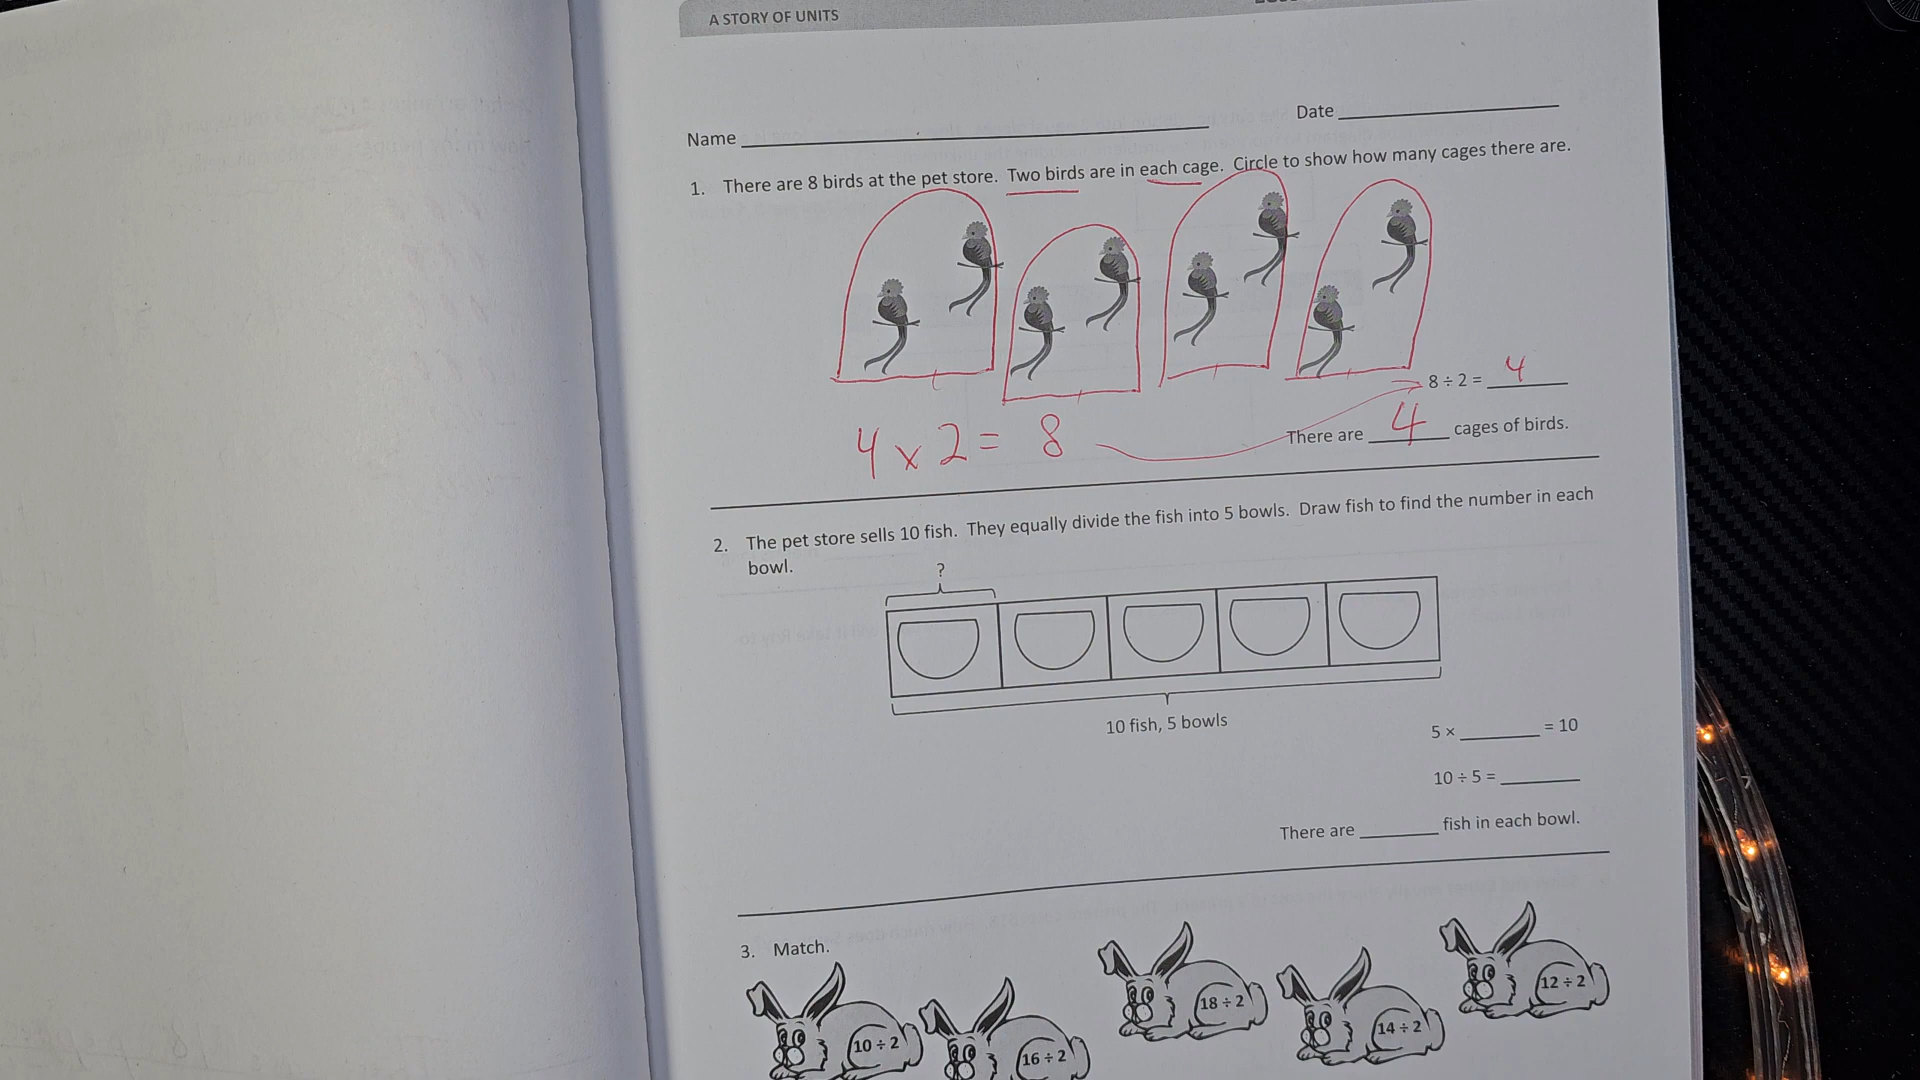 A STORY OF UNITS
Name
Date
1. There are 8 birds at the pet store. Two birds are in each cage. Circle to show how many cages there are.
8 ÷ 2 = 4
4 x 2 = 8
There are 4 cages of birds.
2. The pet store sells 10 fish. They equally divide the fish into 5 bowls. Draw fish to find the number in each
bowl.
?
10 fish, 5 bowls
5 × ______ = 10
10 ÷ 5 = ______
There are ______ fish in each bowl.
3. Match.
10 ÷ 2
16 ÷ 2
18 ÷ 2
14 ÷ 2
12 ÷ 2